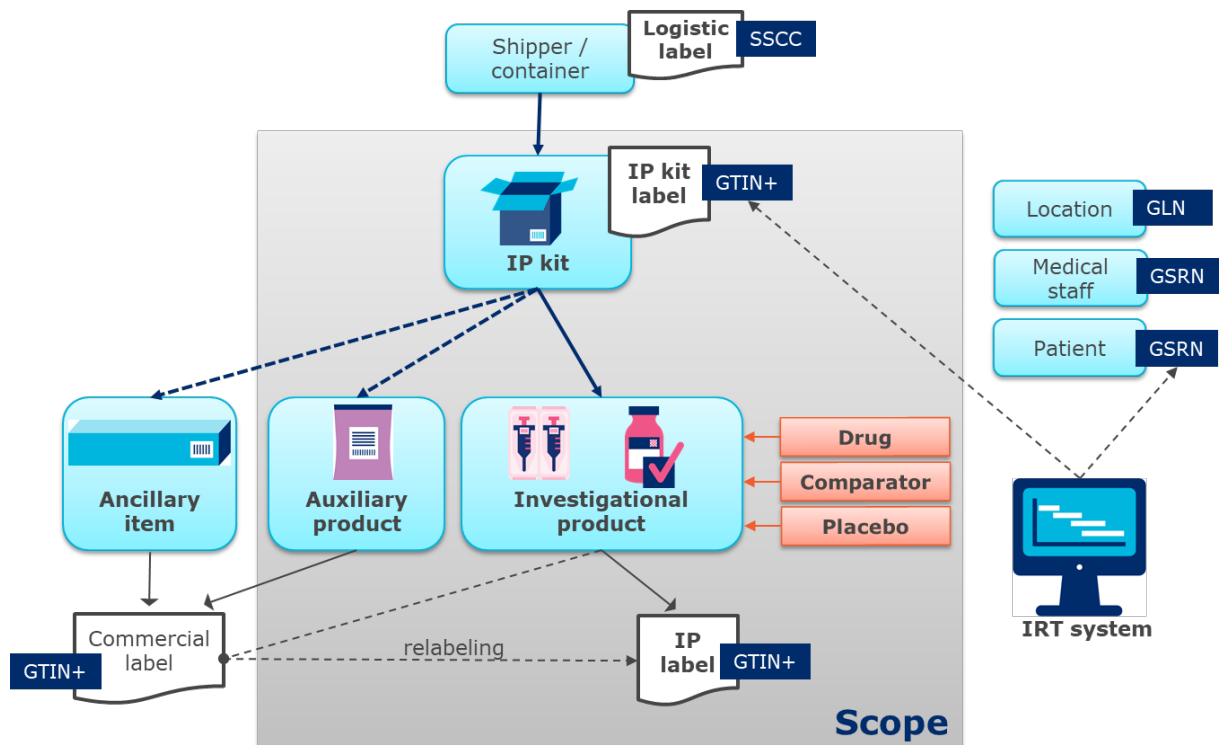 Shipper /
container
Logistic
label
SSCC
IP kit
IP kit
label
GTIN+
Location
GLN
Medical
staff
GSRN
Patient
GSRN
Ancillary
item
Auxiliary
product
Investigational
product
Drug
Comparator
Placebo
IRT system
Commercial
label
GTIN+
relabeling
IP
label
GTIN+
Scope